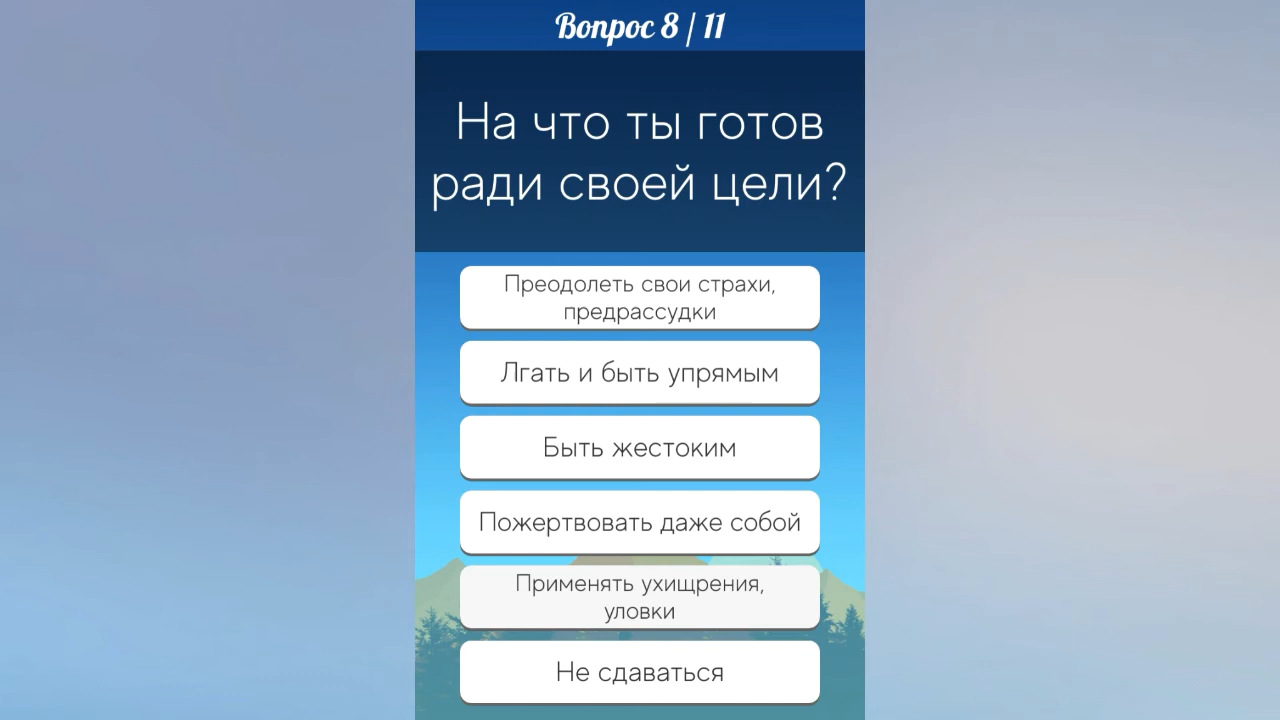 Вопрос 8 / 11
На что ты готов
ради своей цели?
Преодолеть свои страхи,
предрассудки
Лгать и быть упрямым
Быть жестоким
Пожертвовать даже собой
Применять ухищрения,
уловки
Не сдаваться